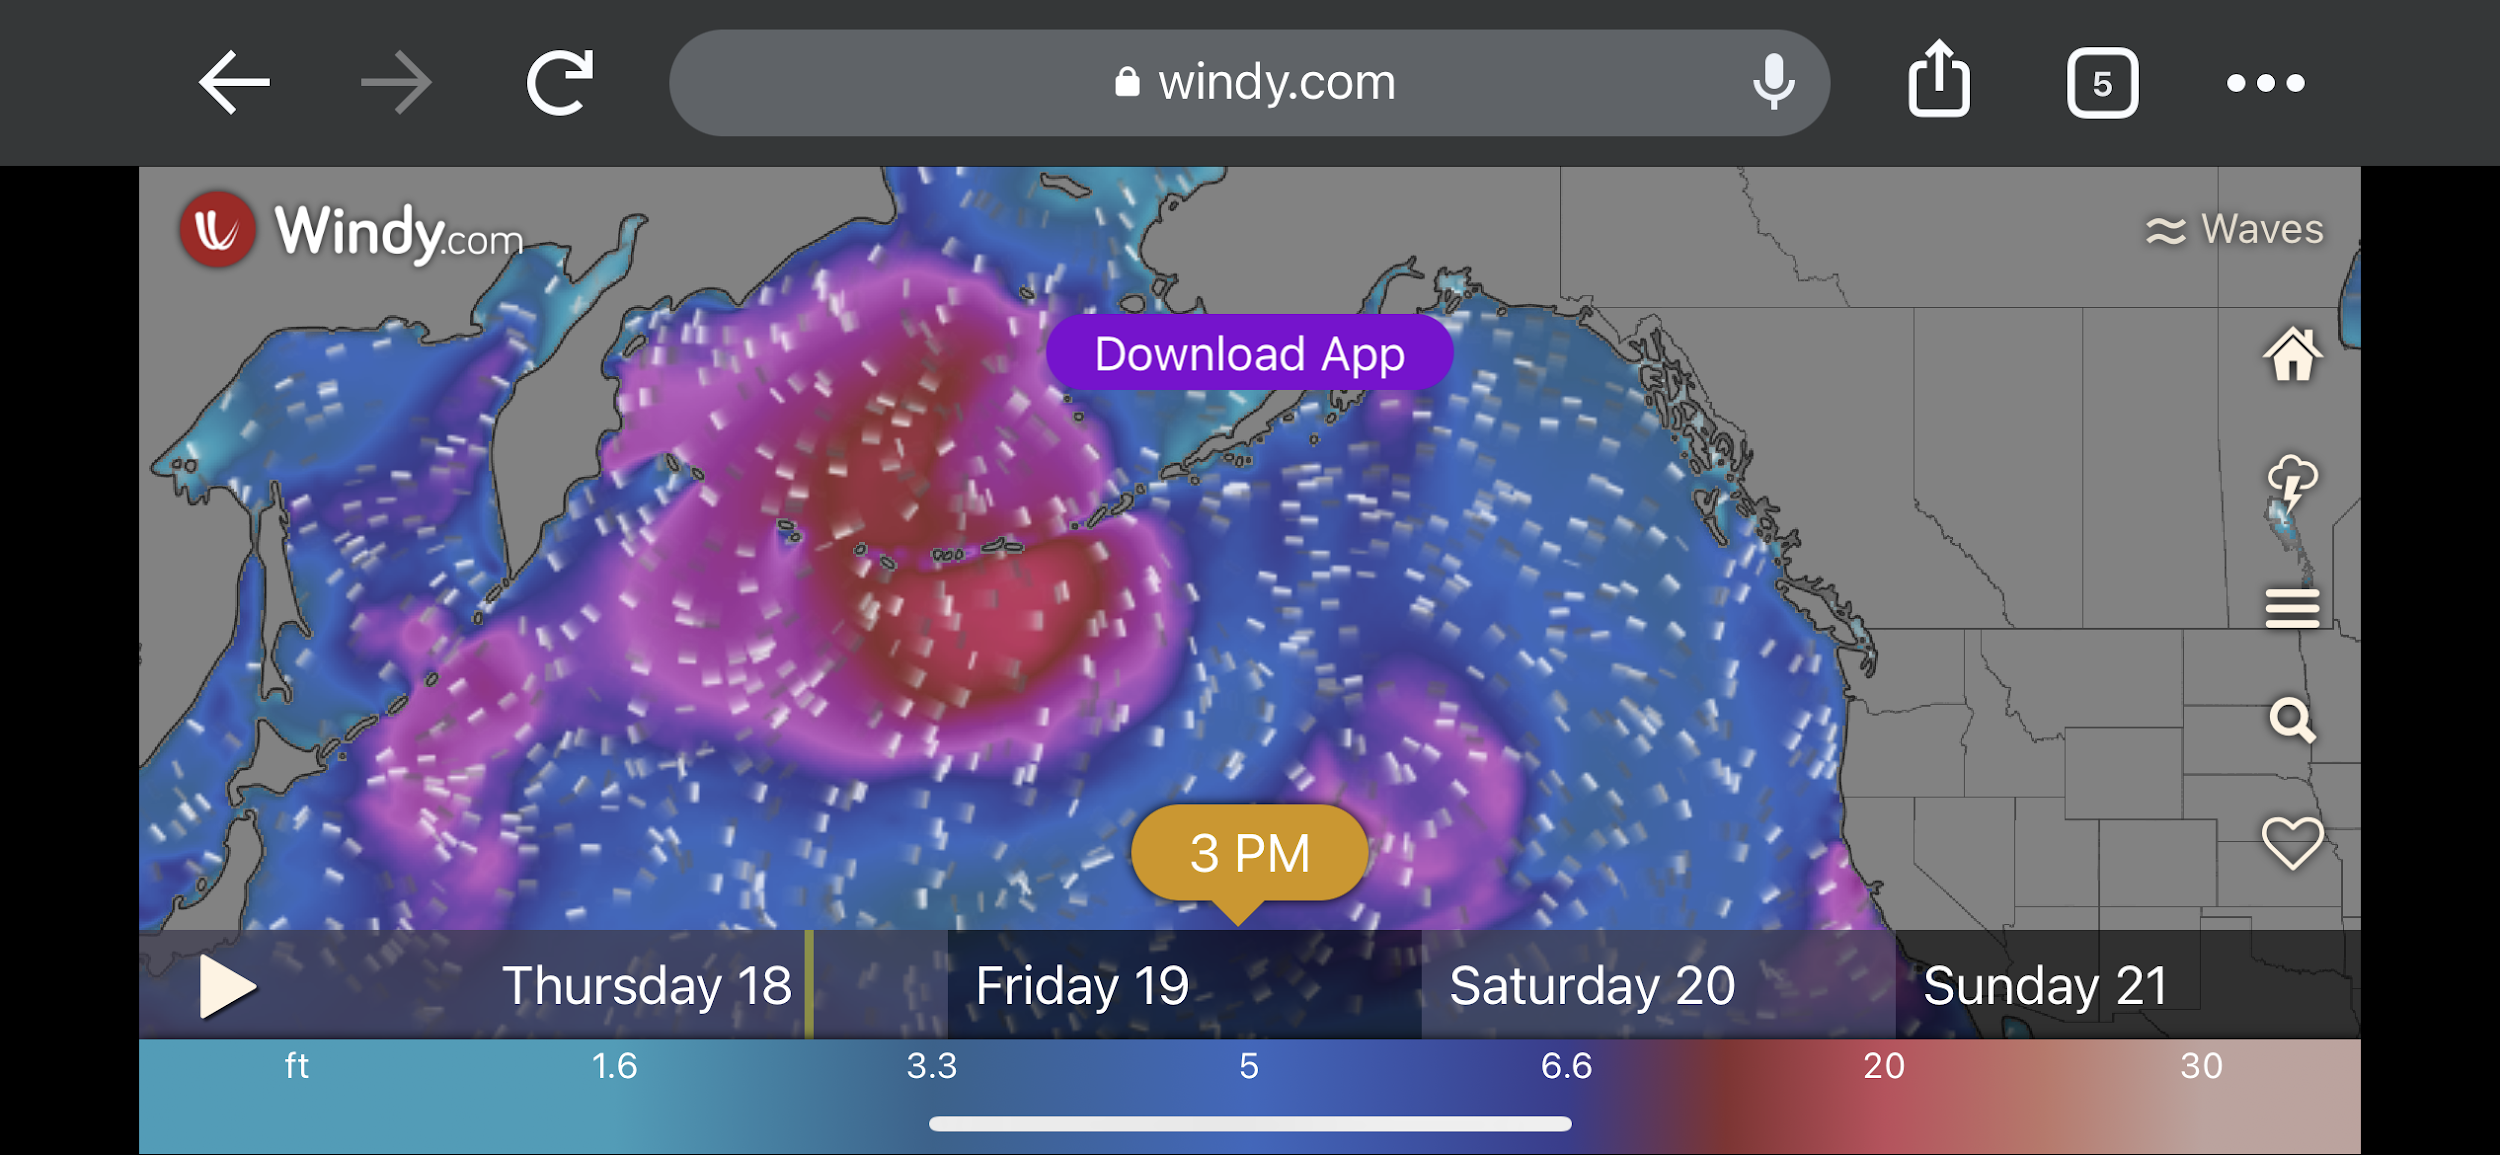 windy.com
5
Windy.com
Waves
Download App
3 PM
Thursday 18
Friday 19
Saturday 20
Sunday 21
ft 1.6 3.3 5 6.6 20 30